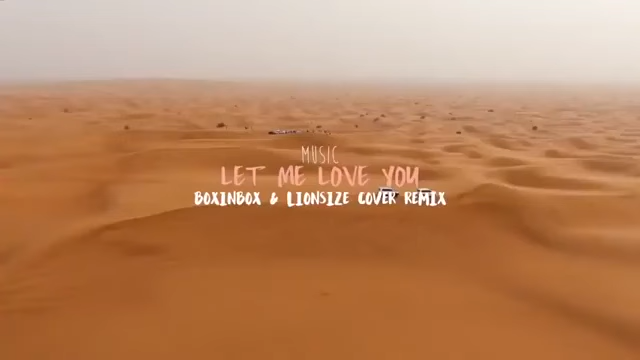 MUSIC
LET ME LOVE YOU
BOXINBOX & LIONSIZE COVER REMIX